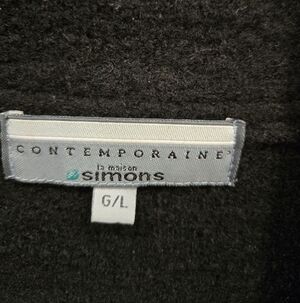 CONTEMPORAINE
la maison
simons
G/L